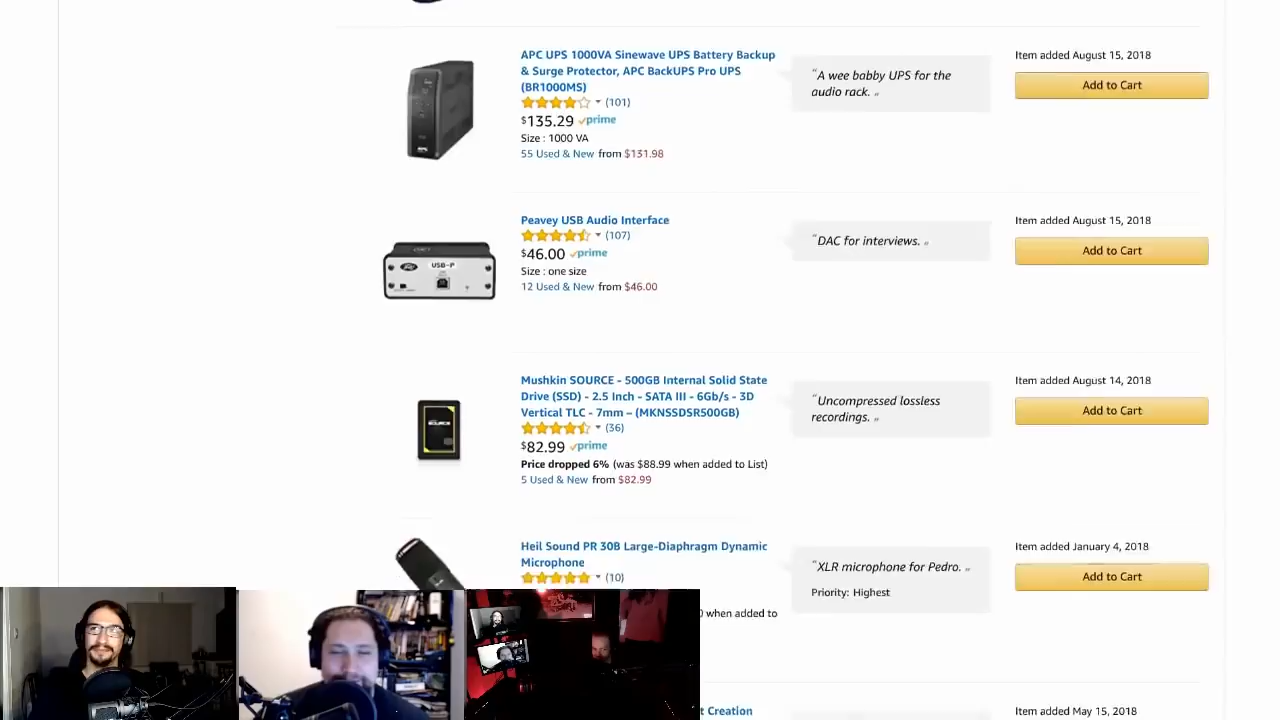 APC UPS 1000VA Sinewave UPS Battery Backup
& Surge Protector, APC BackUPS Pro UPS
(BR1000MS)
(101)
$135.29 prime
Size : 1000 VA
55 Used & New from $131.98
"A wee babby UPS for the
audio rack. "
Item added August 15, 2018
Add to Cart
Peavey USB Audio Interface
(107)
$46.00 prime
Size : one size
12 Used & New from $46.00
"DAC for interviews. "
Item added August 15, 2018
Add to Cart
USB-P
Mushkin SOURCE - 500GB Internal Solid State
Drive (SSD) - 2.5 Inch - SATA III - 6Gb/s - 3D
Vertical TLC - 7mm – (MKNSSDSR500GB)
(36)
$82.99 prime
Price dropped 6% (was $88.99 when added to List)
5 Used & New from $82.99
"Uncompressed lossless
recordings. "
Item added August 14, 2018
Add to Cart
SOURCE
Heil Sound PR 30B Large-Diaphragm Dynamic
Microphone
(10)
when added to
"XLR microphone for Pedro. "
Priority: Highest
Item added January 4, 2018
Add to Cart
Creation
Item added May 15, 2018